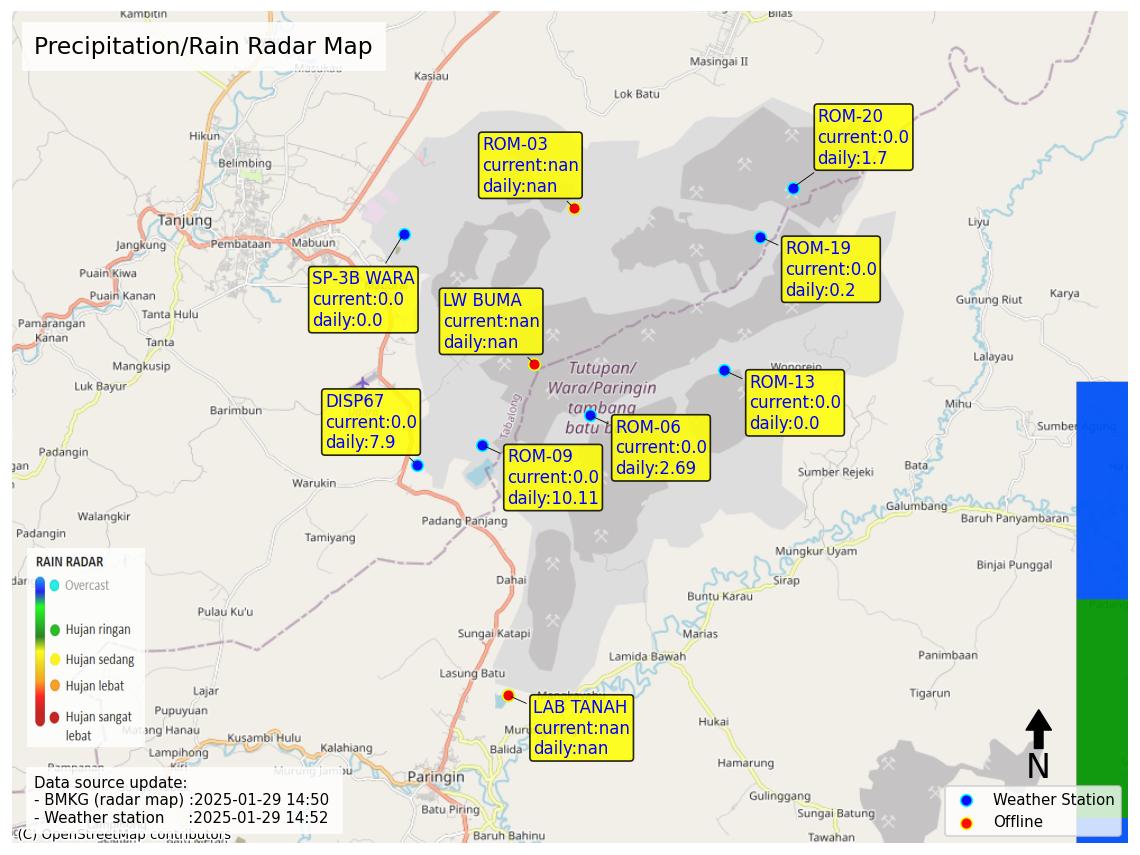 Precipitation/Rain Radar Map
Kambitin
Bilas
Masingai II
Kasiau
Lok Batu
Hikun
Belimbing
Tanjung
Jangkung
Pembataan
Mabuun
Puain Kiwa
Puain Kanan
Tanta Hulu
Pamarangan
Kanan
Tanta
Mangkusip
Luk Bayur
Barimbun
Padangin
Warukin
Walangkir
Padangin
Tamiyang
Padang Panjang
Dahai
Pulau Ku'u
Sungai Katapi
Lasung Batu
Lajar
Pupuyuan
Matang Hanau
Kusambi Hulu
Lampihong
Kalahiang
Murung Jambu
Paringin
Batu Piring
Balida
Baruh Bahinu
Liyu
Gunung Riut
Karya
Lalayau
Mihu
Wonorejo
Sumber Agung
Sumber Rejeki
Bata
Galumbang
Baruh Panyambaran
Mungkur Uyam
Binjai Punggal
Sirap
Buntu Karau
Marias
Lamida Bawah
Panimbaan
Tigarun
Hukai
Hamarung
Gulinggang
Sungai Batung
Tawahan
Tabalong
Tutupan/
Wara/Paringin
tambang
batu b
ROM-03
current:nan
daily:nan
ROM-20
current:0.0
daily:1.7
ROM-19
current:0.0
daily:0.2
SP-3B WARA
current:0.0
daily:0.0
LW BUMA
current:nan
daily:nan
ROM-13
current:0.0
daily:0.0
DISP67
current:0.0
daily:7.9
ROM-06
current:0.0
daily:2.69
ROM-09
current:0.0
daily:10.11
LAB TANAH
current:nan
daily:nan
RAIN RADAR
Overcast
Hujan ringan
Hujan sedang
Hujan lebat
Hujan sangat
lebat
Data source update:
- BMKG (radar map) :2025-01-29 14:50
- Weather station :2025-01-29 14:52
(C) OpenStreetMap contributors
N
Weather Station
Offline